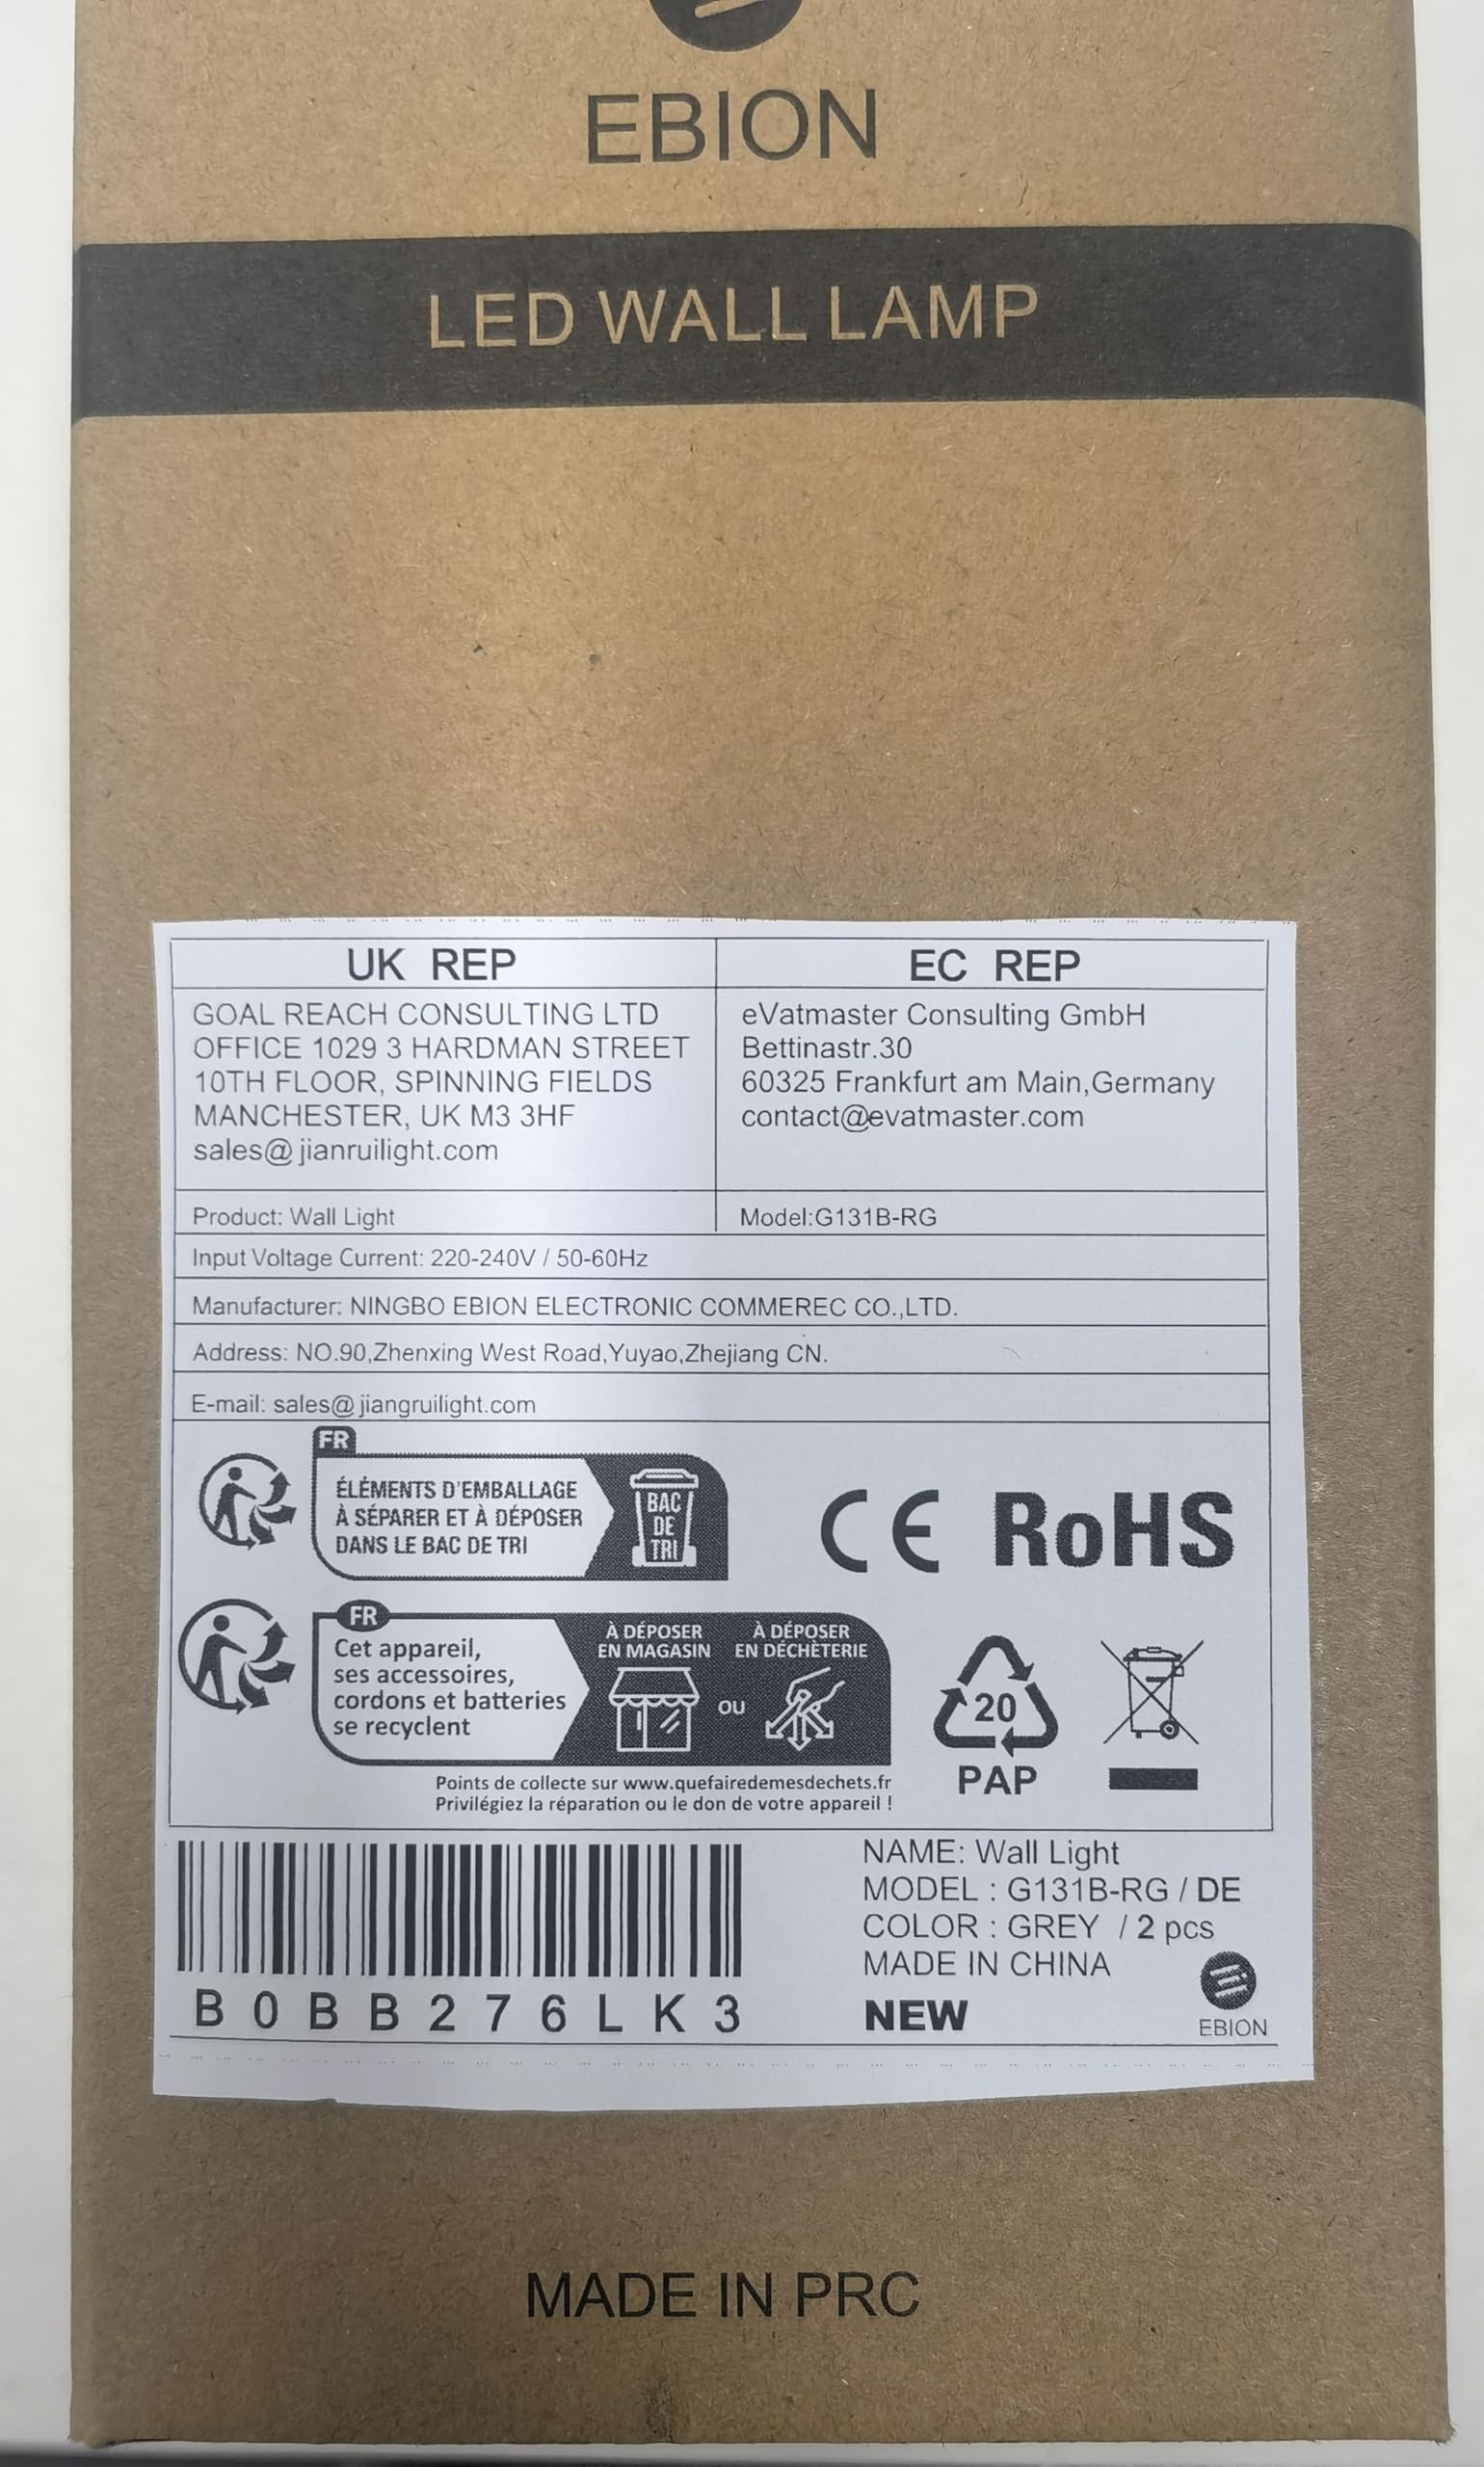 EBION
LED WALL LAMP
UK REP
GOAL REACH CONSULTING LTD
OFFICE 1029 3 HARDMAN STREET
10TH FLOOR, SPINNING FIELDS
MANCHESTER, UK M3 3HF
sales@jianruilight.com
EC REP
eVatmaster Consulting GmbH
Bettinastr.30
60325 Frankfurt am Main,Germany
contact@evatmaster.com
Product: Wall Light
Model:G131B-RG
Input Voltage Current: 220-240V / 50-60Hz
Manufacturer: NINGBO EBION ELECTRONIC COMMEREC CO.,LTD.
Address: NO.90,Zhenxing West Road,Yuyao,Zhejiang CN.
E-mail: sales@jiangruilight.com
FR
ÉLÉMENTS D'EMBALLAGE
À SÉPARER ET À DÉPOSER
DANS LE BAC DE TRI
BAC
DE
TRI
CE RoHS
FR
Cet appareil,
ses accessoires,
cordons et batteries
se recyclent
À DÉPOSER
EN MAGASIN
OU
À DÉPOSER
EN DÉCHÈTERIE
Points de collecte sur www.quefairedemesdechets.fr
Privilégiez la réparation ou le don de votre appareil !
20
PAP
B0BB276LK3
NAME: Wall Light
MODEL : G131B-RG / DE
COLOR : GREY / 2 pcs
MADE IN CHINA
NEW
EBION
MADE IN PRC